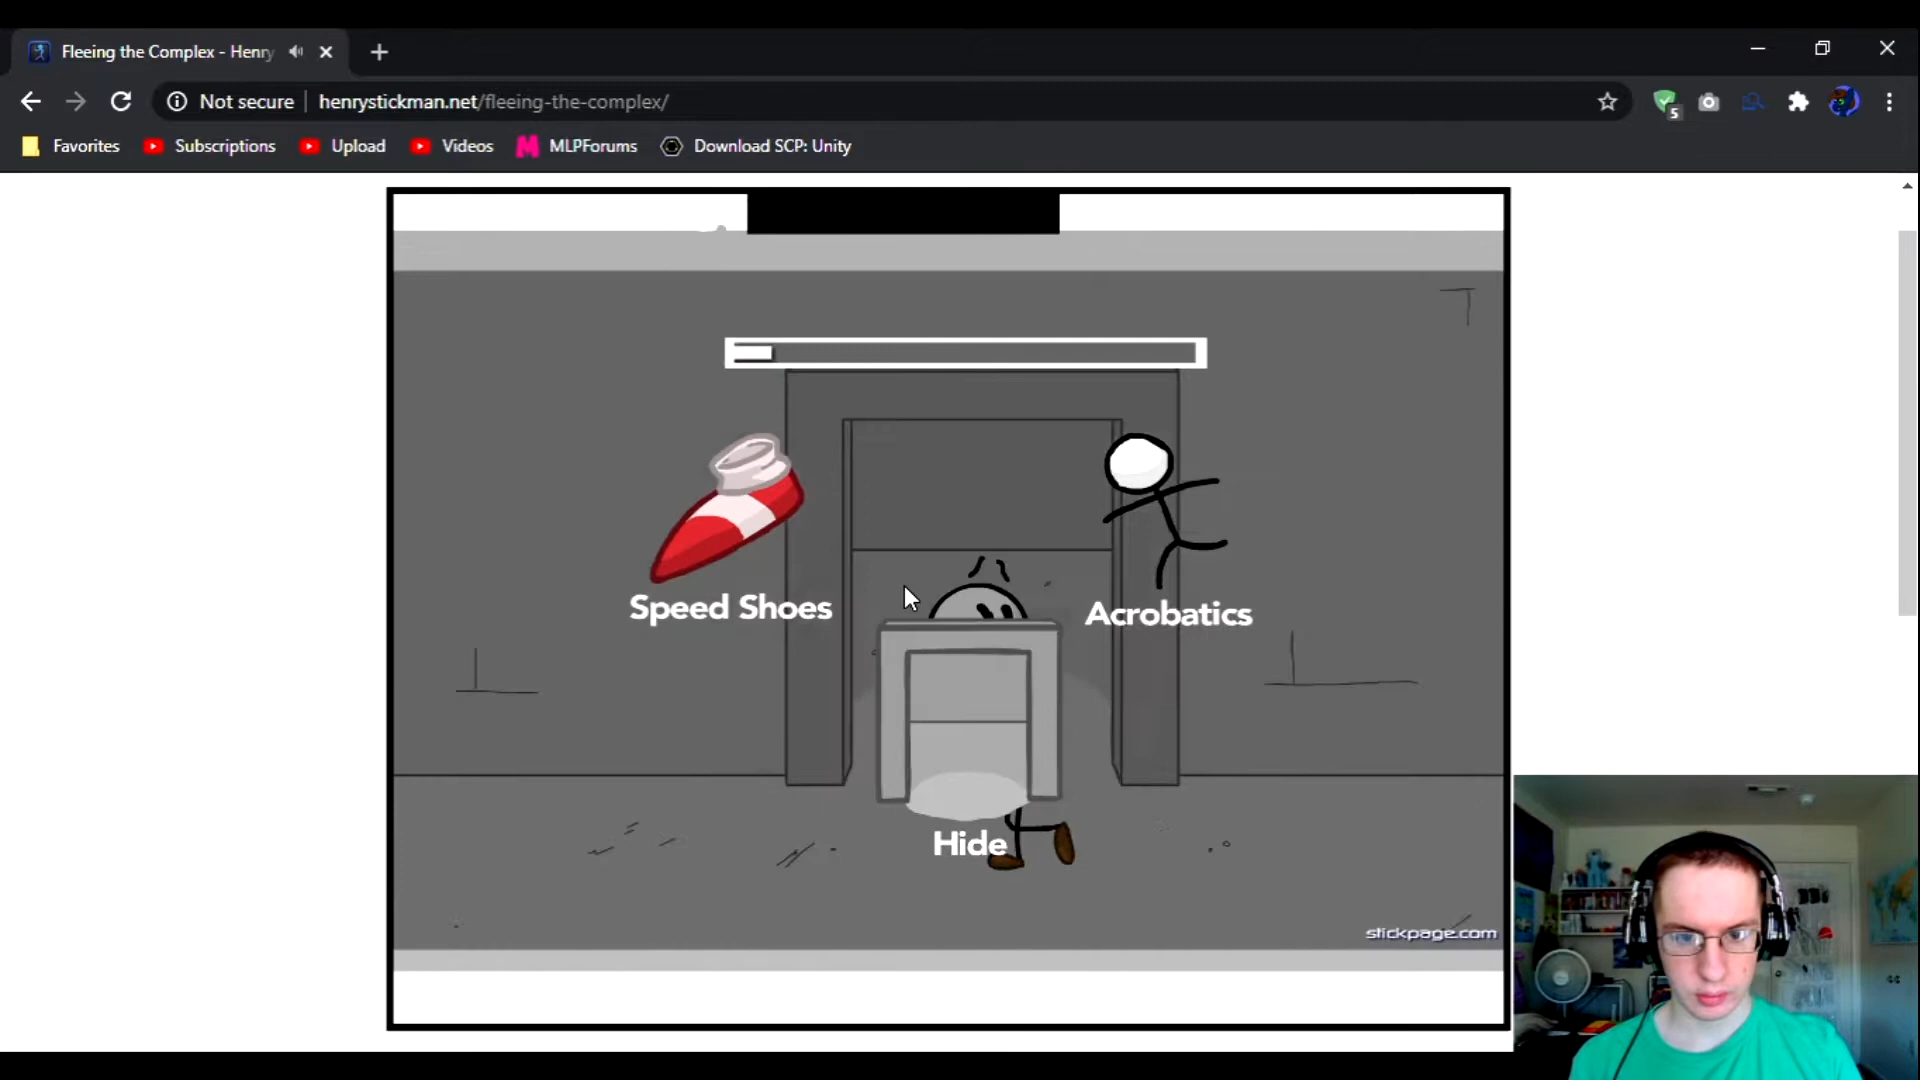 Fleeing the Complex - Henry
Not secure
henrystickman.net/fleeing-the-complex/
5
Favorites
Subscriptions
Upload
Videos
MLPForums
Download SCP: Unity
Speed Shoes
Acrobatics
Hide
stickpage.com